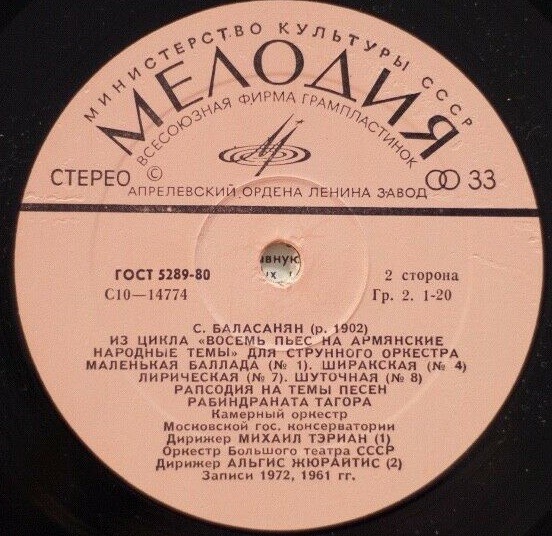 МИНИСТЕРСТВО КУЛЬТУРЫ СССР
МЕЛОДИЯ
ВСЕСОЮЗНАЯ ФИРМА ГРАМПЛАСТИНОК
СТЕРЕО © 33
АПРЕЛЕВСКИЙ ОРДЕНА ЛЕНИНА ЗАВОД
ГОСТ 5289-80 2 сторона
С10—14774 Гр. 2. 1-20
С. БАЛАСАНЯН (р. 1902)
ИЗ ЦИКЛА «ВОСЕМЬ ПЬЕС НА АРМЯНСКИЕ
НАРОДНЫЕ ТЕМЫ» ДЛЯ СТРУННОГО ОРКЕСТРА
МАЛЕНЬКАЯ БАЛЛАДА (№ 1). ШИРАКСКАЯ (№ 4)
ЛИРИЧЕСКАЯ (№ 7). ШУТОЧНАЯ (№ 8)
РАПСОДИЯ НА ТЕМЫ ПЕСЕН
РАБИНДРАНАТА ТАГОРА
Камерный оркестр
Московской гос. консерватории
Дирижер МИХАИЛ ТЭРИАН (1)
Оркестр Большого театра СССР
Дирижер АЛЬГИС ЖЮРАЙТИС (2)
Записи 1972, 1961 гг.